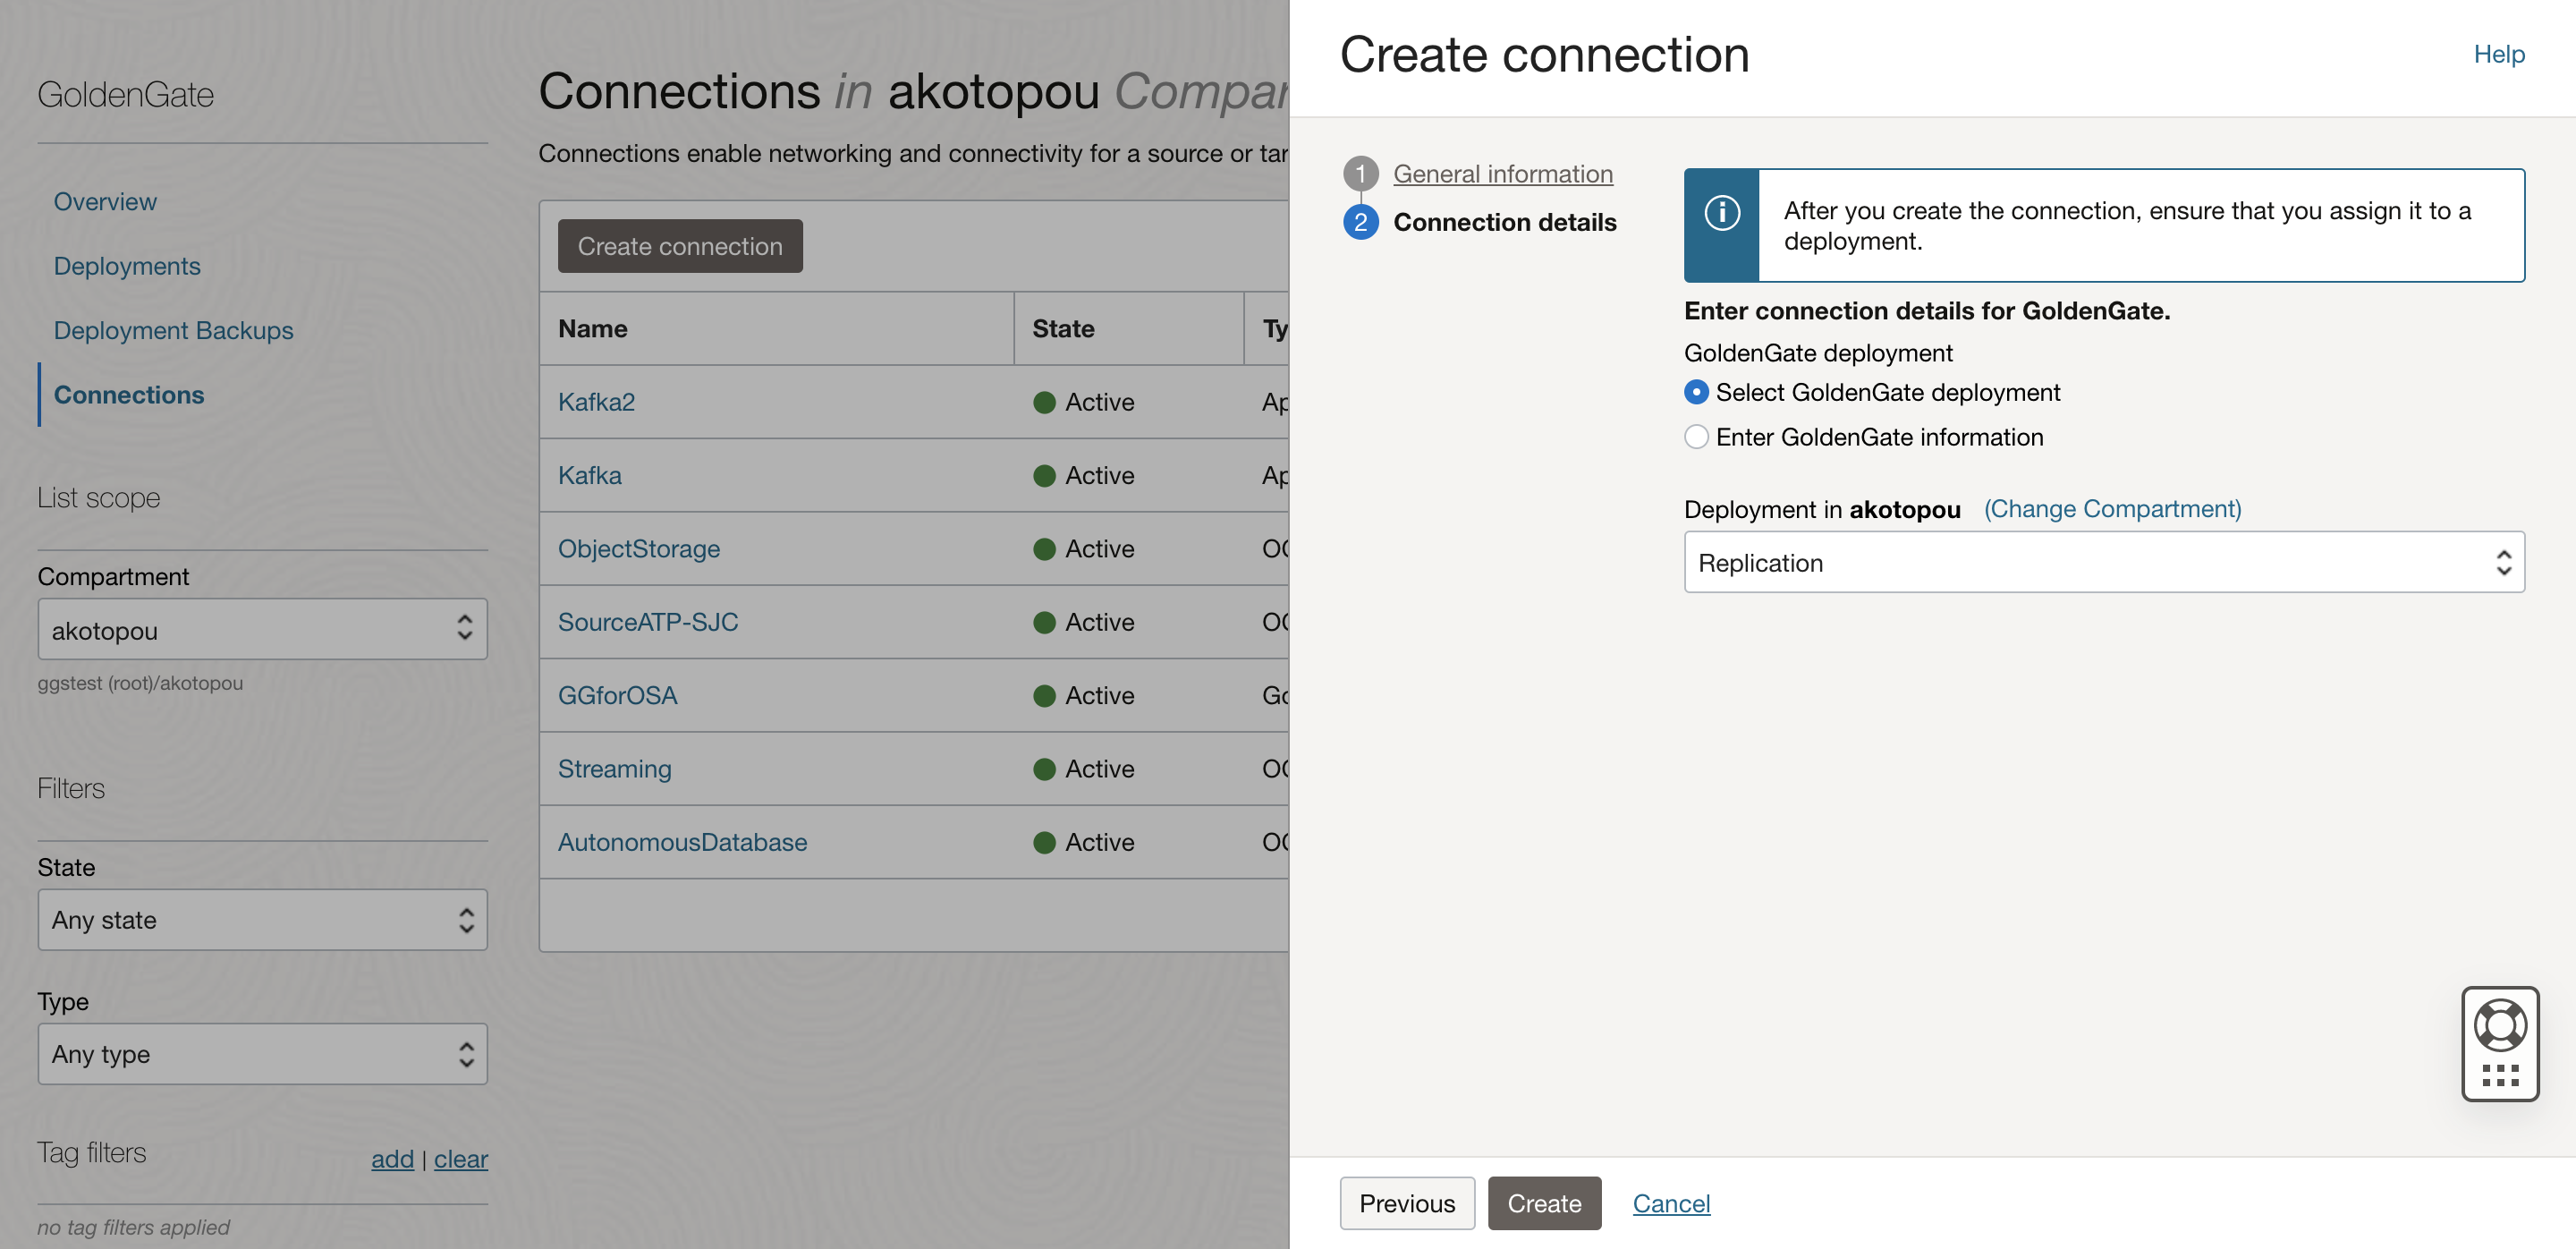 GoldenGate
Overview
Deployments
Deployment Backups
Connections
List scope
Compartment
akotopou
ggstest (root)/akotopou
Filters
State
Any state
Type
Any type
Tag filters
add | clear
no tag filters applied
Connections in akotopou Compar
Connections enable networking and connectivity for a source or tar
Create connection
Name State Ty
Kafka2 Active Ap
Kafka Active Ap
ObjectStorage Active OC
SourceATP-SJC Active OC
GGforOSA Active Go
Streaming Active OC
AutonomousDatabase Active OC
Create connection
Help
1 General information
2 Connection details
After you create the connection, ensure that you assign it to a
deployment.
Enter connection details for GoldenGate.
GoldenGate deployment
Select GoldenGate deployment
Enter GoldenGate information
Deployment in akotopou (Change Compartment)
Replication
Previous Create Cancel